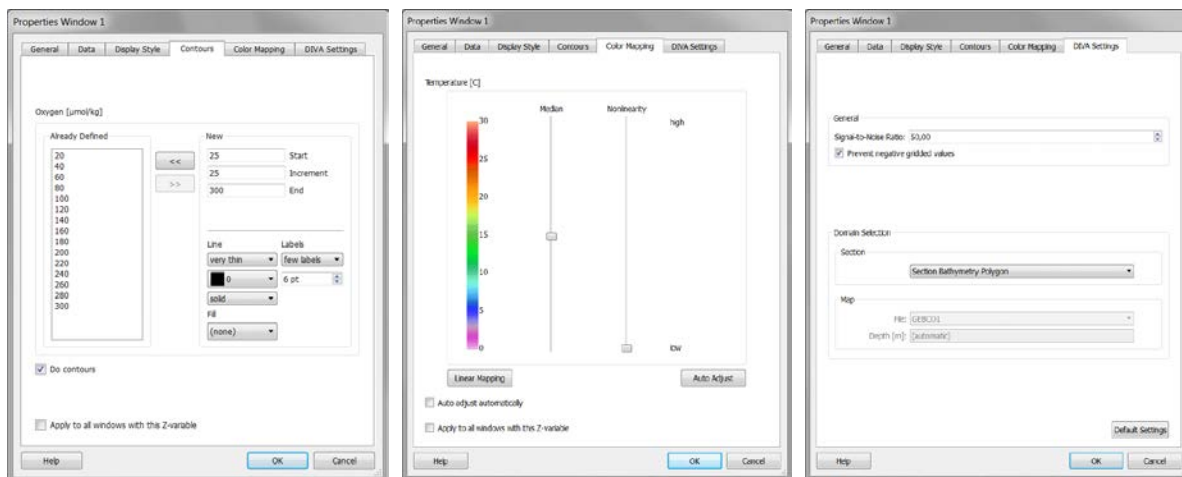 Properties Window 1
General Data Display Style Contours Color Mapping DIVA Settings
Oxygen [µmol/kg]
Already Defined
20
40
60
80
100
120
140
160
180
200
220
240
260
280
300
<<
>>
New
25 Start
25 Increment
300 End
Line Labels
very thin few labels
0 6 pt
solid
Fill
(none)
Do contours
Apply to all windows with this Z-variable
Help OK Cancel
Properties Window 1
General Data Display Style Contours Color Mapping DIVA Settings
Temperature [C]
Median Nonlinearity
30 high
25
20
15
10
5
0 low
Linear Mapping Auto Adjust
Auto adjust automatically
Apply to all windows with this Z-variable
Help OK Cancel
Properties Window 1
General Data Display Style Contours Color Mapping DIVA Settings
General
Signal-to-Noise Ratio: 50,00
Prevent negative gridded values
Domain Selection
Section
Section Bathymetry Polygon
Map
File: GEBCO1
Depth [m]: (automatic)
Default Settings
Help OK Cancel